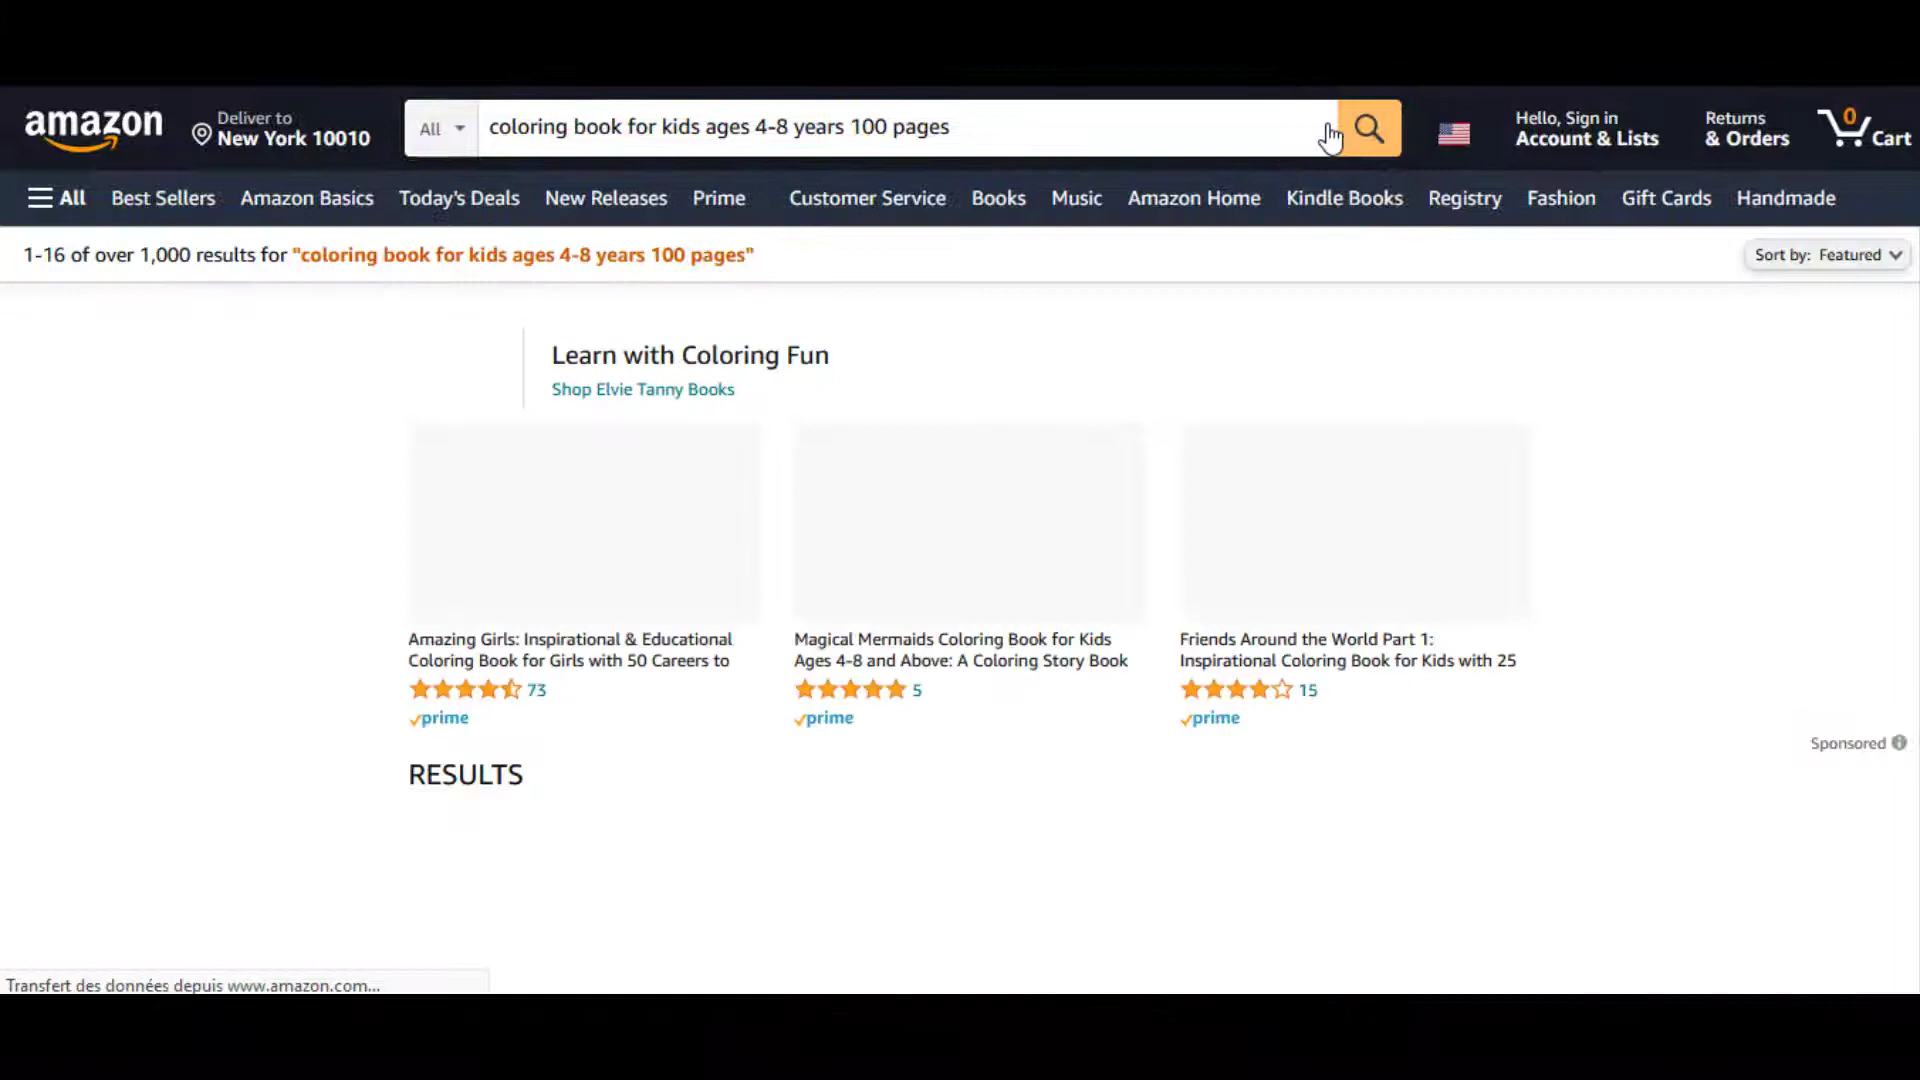 amazon
Deliver to
New York 10010
All
coloring book for kids ages 4-8 years 100 pages
Hello, Sign in
Account & Lists
Returns
& Orders
0
Cart
All Best Sellers Amazon Basics Today's Deals New Releases Prime Customer Service Books Music Amazon Home Kindle Books Registry Fashion Gift Cards Handmade
1-16 of over 1,000 results for "coloring book for kids ages 4-8 years 100 pages"
Sort by: Featured
Learn with Coloring Fun
Shop Elvie Tanny Books
Amazing Girls: Inspirational & Educational
Coloring Book for Girls with 50 Careers to
73
prime
Magical Mermaids Coloring Book for Kids
Ages 4-8 and Above: A Coloring Story Book
5
prime
Friends Around the World Part 1:
Inspirational Coloring Book for Kids with 25
15
prime
Sponsored
RESULTS
Transfert des données depuis www.amazon.com...